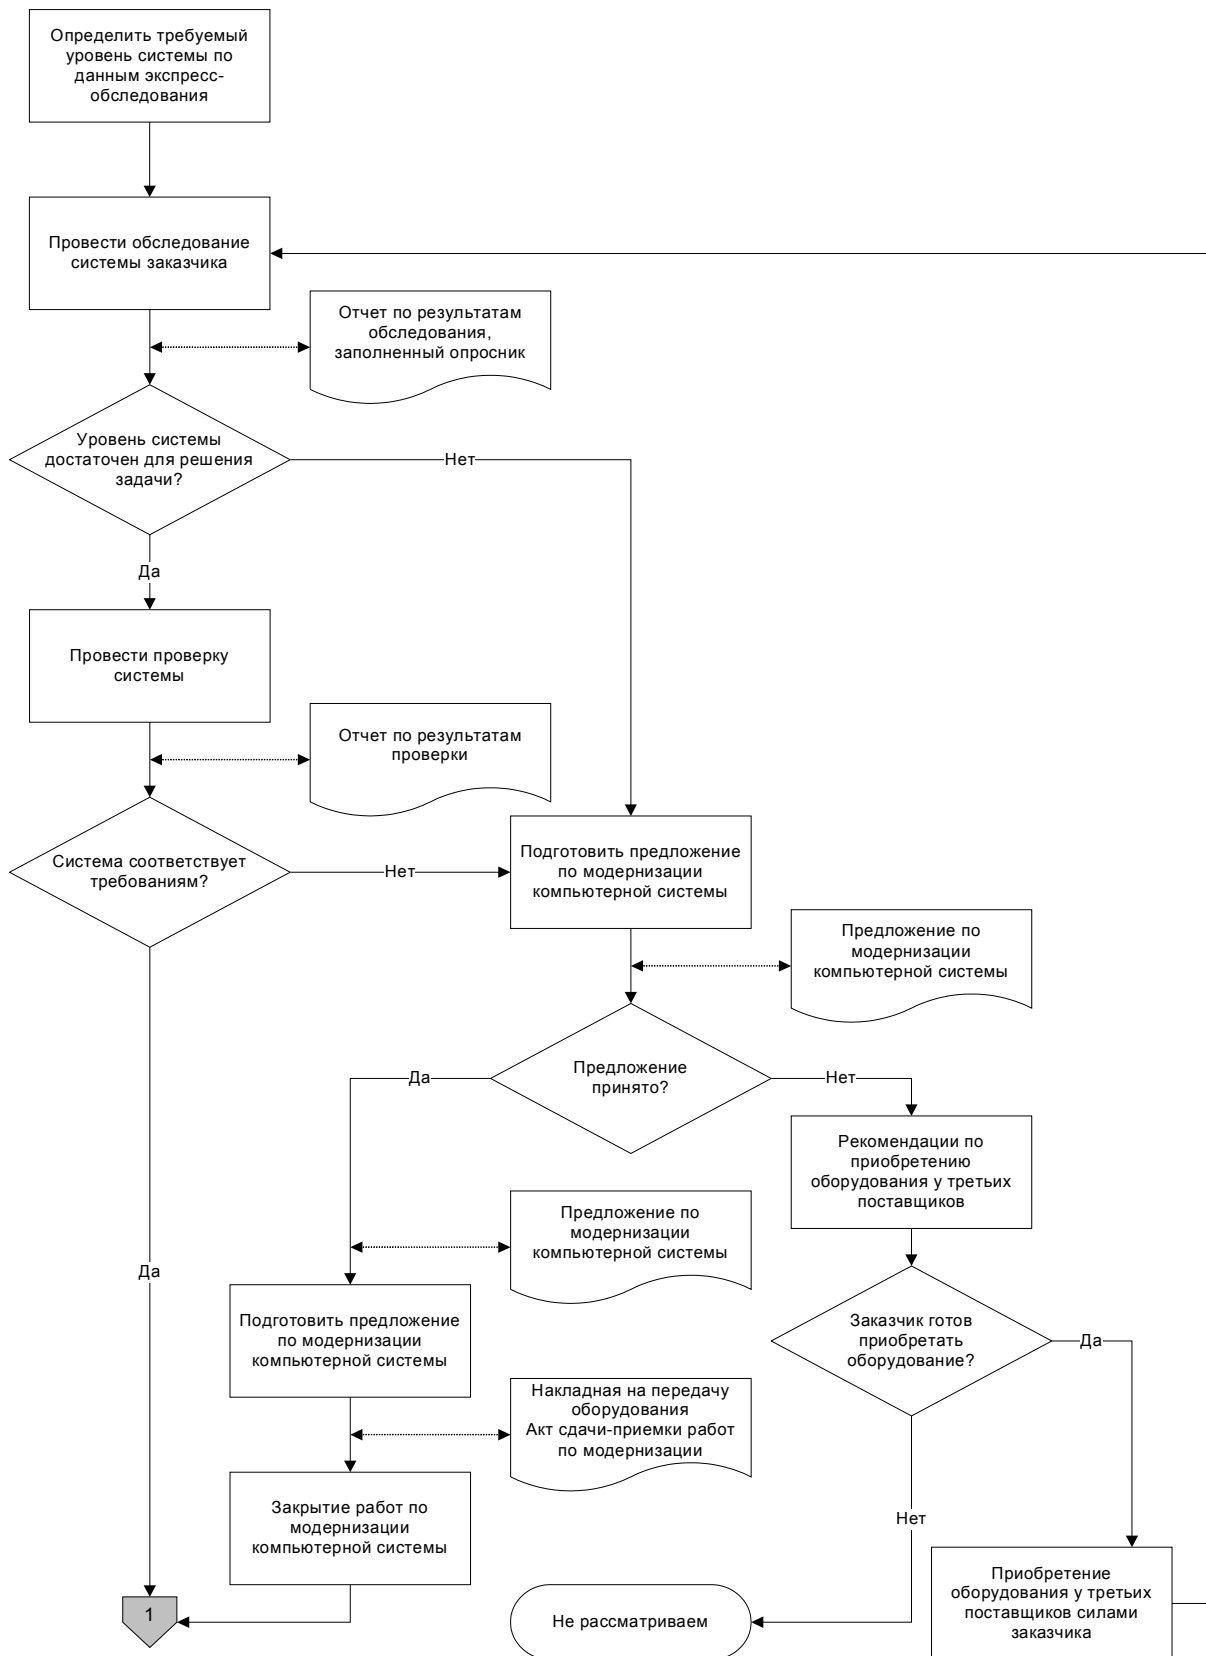 Определить требуемый
уровень системы по
данным экспресс-
обследования
Провести обследование
системы заказчика
Отчет по результатам
обследования,
заполненный опросник
Уровень системы
достаточен для решения
задачи?
Нет
Да
Провести проверку
системы
Отчет по результатам
проверки
Система соответствует
требованиям?
Нет
Подготовить предложение
по модернизации
компьютерной системы
Предложение по
модернизации
компьютерной системы
Предложение
принято?
Да
Нет
Рекомендации по
приобретению
оборудования у третьих
поставщиков
Предложение по
модернизации
компьютерной системы
Да
Подготовить предложение
по модернизации
компьютерной системы
Заказчик готов
приобретать
оборудование?
Да
Накладная на передачу
оборудования
Акт сдачи-приемки работ
по модернизации
Закрытие работ по
модернизации
компьютерной системы
Нет
Приобретение
оборудования у третьих
поставщиков силами
заказчика
1
Не рассматриваем